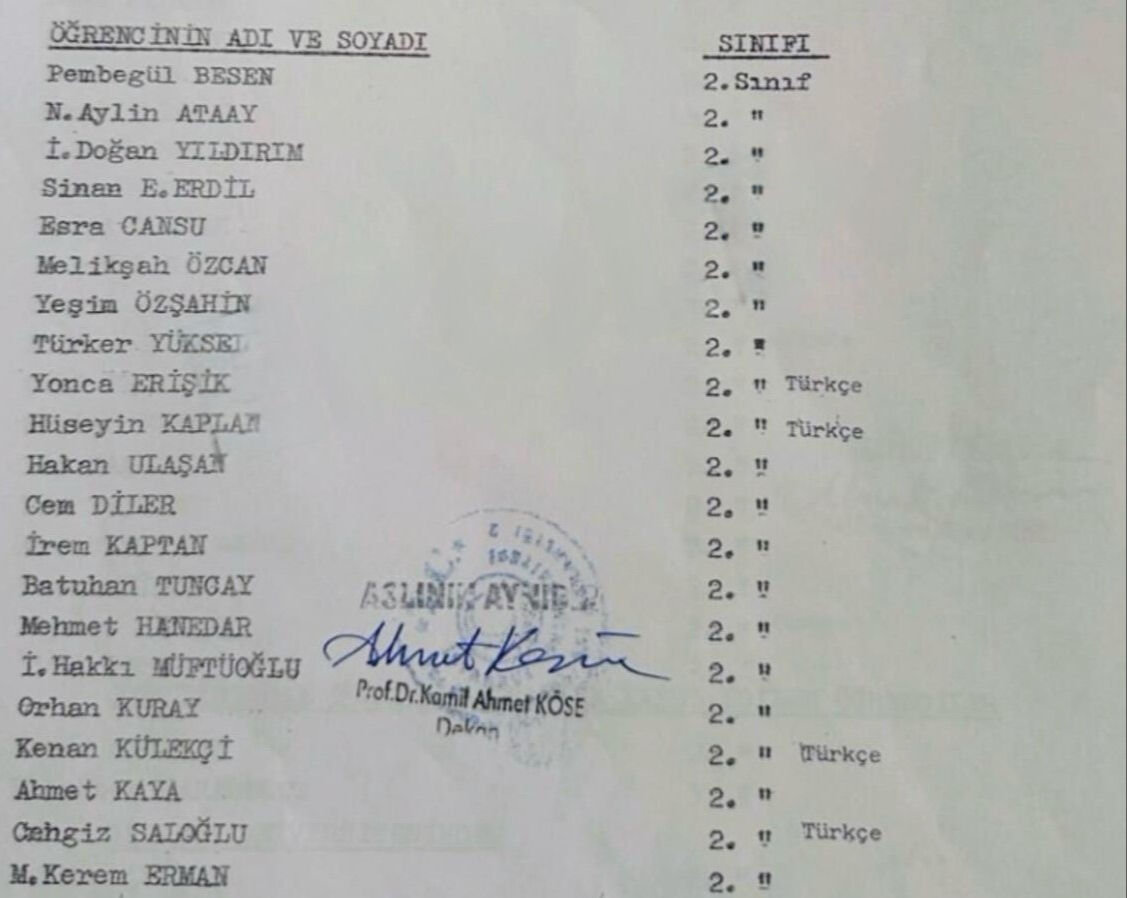 ÖĞRENCİNİN ADI VE SOYADI SINIFI
Pembegül BESEN 2.Sınıf
N.Aylin ATAAY 2. "
İ.Doğan YILDIRIM 2. "
Sinan E.ERDİL 2. "
Esra CANSU 2. "
Melikşah ÖZCAN 2. "
Yeşim ÖZŞAHİN 2. "
Türker YÜKSEL 2. "
Yonca ERİŞİK 2. " Türkçe
Hüseyin KAPLAN 2. " Türkçe
Hakan ULAŞAN 2. "
Cem DİLER 2. "
İrem KAPTAN 2. "
Batuhan TUNCAY 2. "
Mehmet HANEDAR 2. "
İ.Hakkı MÜFTÜOĞLU 2. "
Orhan KURAY 2. "
Kenan KÜLEKÇİ 2. " Türkçe
Ahmet KAYA 2. "
Cehgiz SALOĞLU 2. " Türkçe
M.Kerem ERMAN 2. "
ASLININ AYNIDIR
Prof.Dr.Kamil Ahmet KÖSE
Dekan